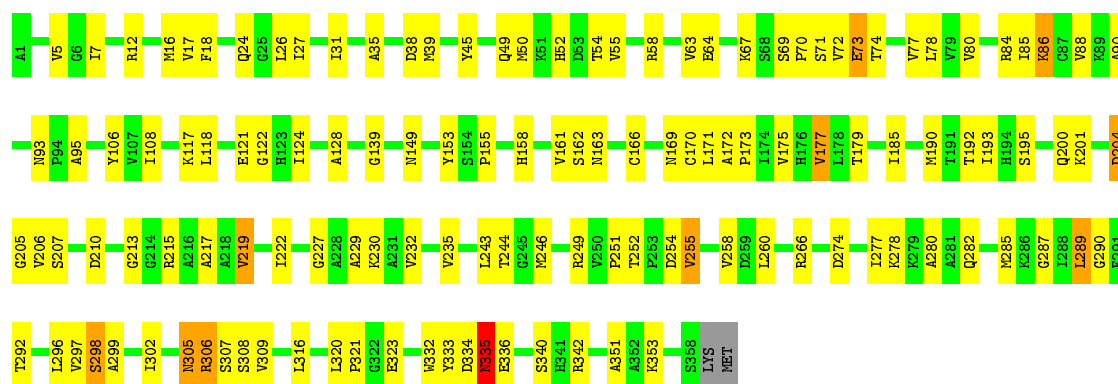 A1 V5 G6 I7 R12 M16 V17 F18 Q24 G25 L26 I27 I31 A35 D38 M39 Y45 Q49 M50 K51 H52 D53 T54 V55 R58 V63 E64 K67 S68 S69 P70 S71 V72 E73 T74 V77 L78 V79 V80 R84 I85 K86 C87 V88 K89 A90
N93 P94 A95 Y106 V107 I108 K117 L118 E121 G122 H123 I124 A128 G139 N149 Y153 S154 P155 H158 V161 S162 N163 C166 N169 C170 L171 A172 P173 I174 V175 H176 V177 L178 T179 I185 M190 T191 T192 I193 H194 S195 Q200 K201 D204
G205 V206 S207 D210 G213 G214 R215 A216 A217 A218 V219 I222 G227 A228 A229 K230 A231 V232 V235 L243 T244 G245 M246 R249 V250 P251 T252 P253 D254 V255 V258 D259 L260 R266 D274 I277 K278 K279 A280 A281 Q282 M285 K286 G287 I288 L289 G290 E291
T292 L296 V297 S298 A299 I302 N305 R306 S307 S308 V309 L316 L320 P321 G322 E323 W332 Y333 D334 N335 E336 S340 H341 R342 A351 A352 K353 S358 LYS MET